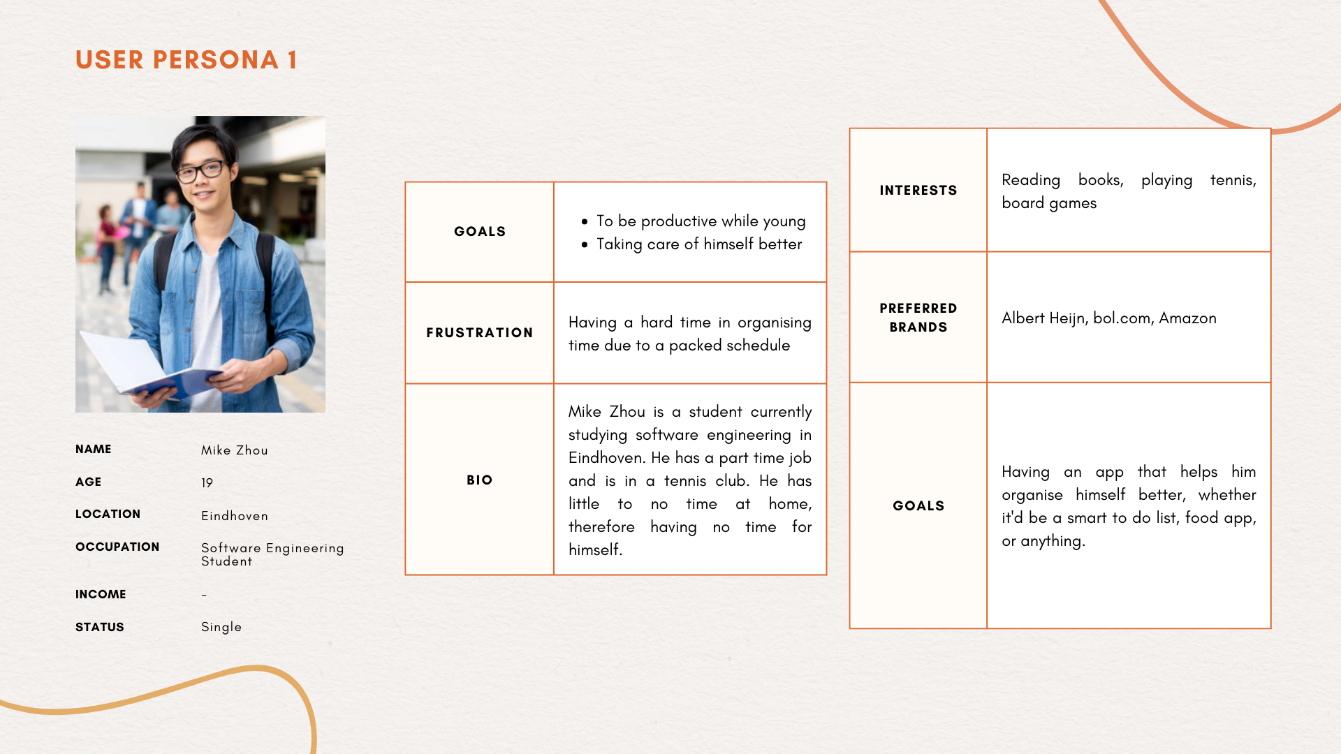 USER PERSONA 1
NAME Mike Zhou
AGE 19
LOCATION Eindhoven
OCCUPATION Software Engineering
Student
INCOME -
STATUS Single
GOALS
• To be productive while young
• Taking care of himself better
FRUSTRATION
Having a hard time in organising
time due to a packed schedule
BIO
Mike Zhou is a student currently
studying software engineering in
Eindhoven. He has a part time job
and is in a tennis club. He has
little to no time at home,
therefore having no time for
himself.
INTERESTS
Reading books, playing tennis,
board games
PREFERRED
BRANDS
Albert Heijn, bol.com, Amazon
GOALS
Having an app that helps him
organise himself better, whether
it'd be a smart to do list, food app,
or anything.